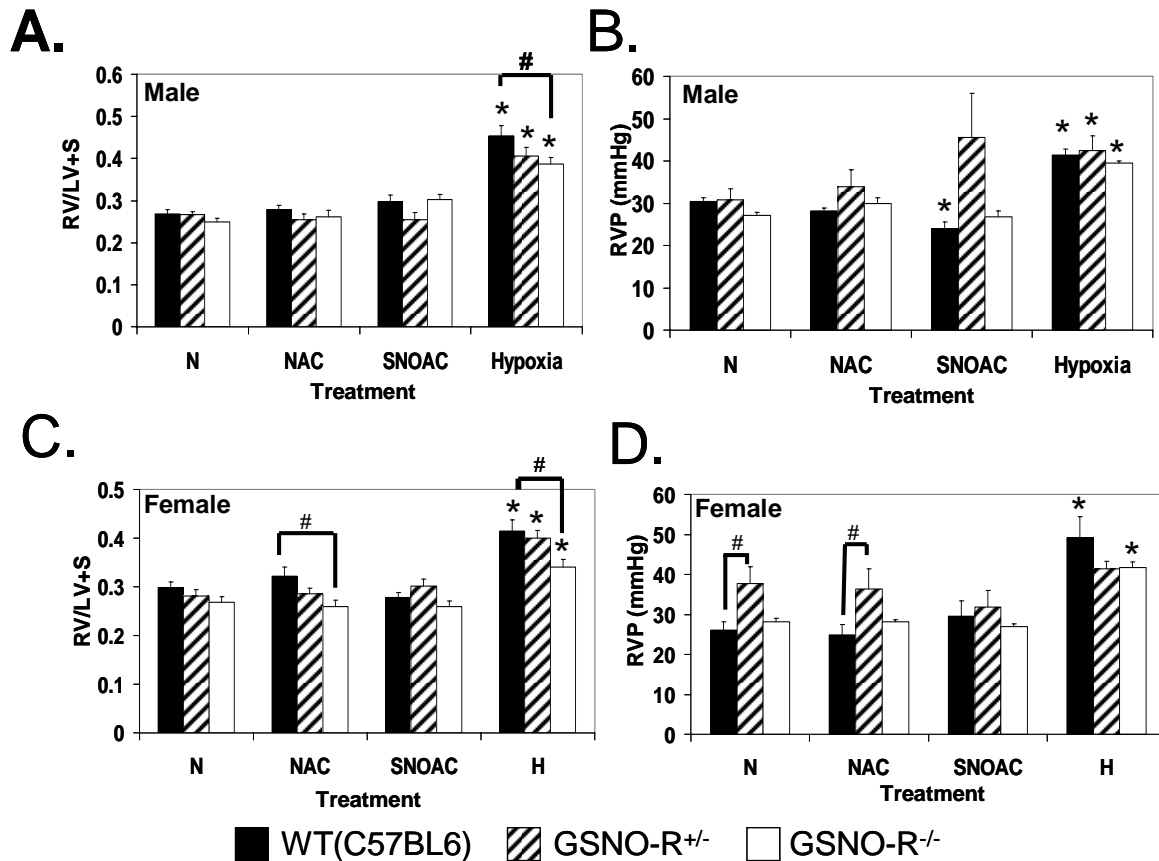 A.
Male
RV/LV+S
0.6
0.5
0.4
0.3
0.2
0.1
0
#
* * *
N NAC SNOAC Hypoxia
Treatment
B.
Male
RVP (mmHg)
60
50
40
30
20
10
0
*
* * *
N NAC SNOAC Hypoxia
Treatment
C.
Female
RV/LV+S
0.5
0.4
0.3
0.2
0.1
0
#
#
* * *
N NAC SNOAC H
Treatment
D.
Female
RVP (mmHg)
60
50
40
30
20
10
0
#
#
* *
N NAC SNOAC H
Treatment
WT(C57BL6) GSNO-R+/- GSNO-R-/-